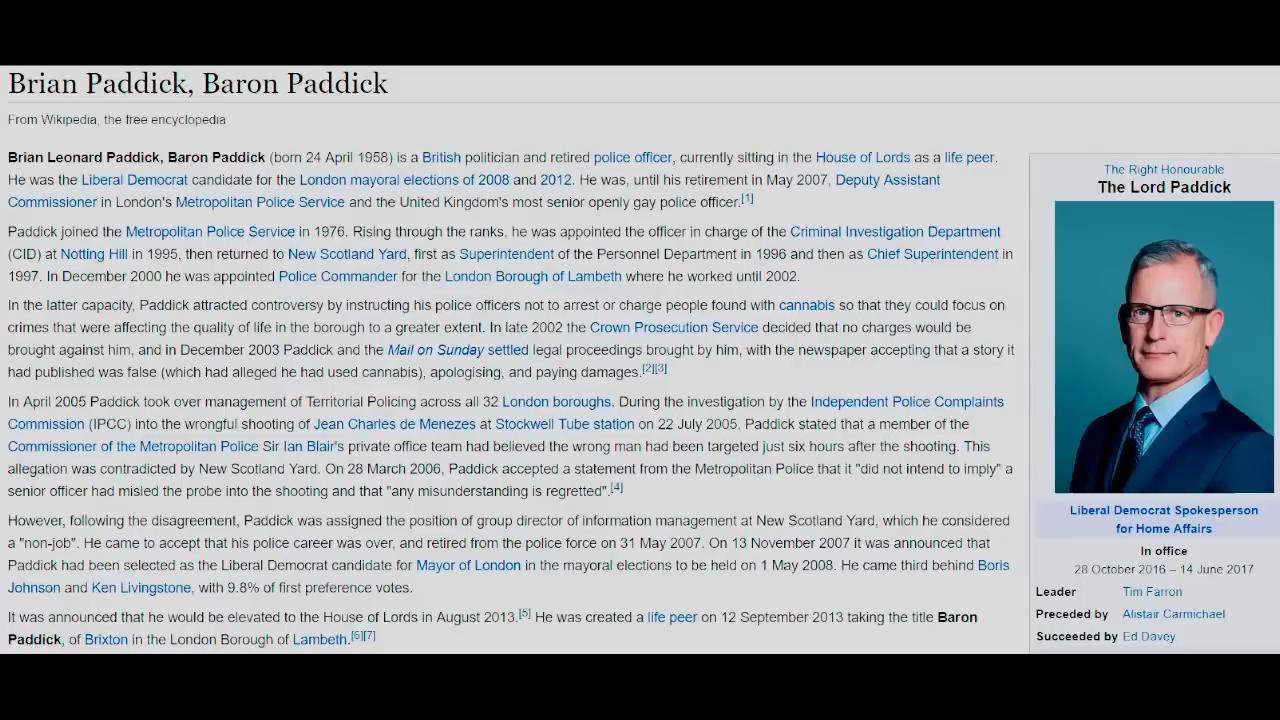 Brian Paddick, Baron Paddick
From Wikipedia, the free encyclopedia
Brian Leonard Paddick, Baron Paddick (born 24 April 1958) is a British politician and retired police officer, currently sitting in the House of Lords as a life peer.
He was the Liberal Democrat candidate for the London mayoral elections of 2008 and 2012. He was, until his retirement in May 2007, Deputy Assistant
Commissioner in London's Metropolitan Police Service and the United Kingdom's most senior openly gay police officer.[1]
Paddick joined the Metropolitan Police Service in 1976. Rising through the ranks, he was appointed the officer in charge of the Criminal Investigation Department
(CID) at Notting Hill in 1995, then returned to New Scotland Yard, first as Superintendent of the Personnel Department in 1996 and then as Chief Superintendent in
1997. In December 2000 he was appointed Police Commander for the London Borough of Lambeth where he worked until 2002.
In the latter capacity, Paddick attracted controversy by instructing his police officers not to arrest or charge people found with cannabis so that they could focus on
crimes that were affecting the quality of life in the borough to a greater extent. In late 2002 the Crown Prosecution Service decided that no charges would be
brought against him, and in December 2003 Paddick and the Mail on Sunday settled legal proceedings brought by him, with the newspaper accepting that a story it
had published was false (which had alleged he had used cannabis), apologising, and paying damages.[2][3]
In April 2005 Paddick took over management of Territorial Policing across all 32 London boroughs. During the investigation by the Independent Police Complaints
Commission (IPCC) into the wrongful shooting of Jean Charles de Menezes at Stockwell Tube station on 22 July 2005, Paddick stated that a member of the
Commissioner of the Metropolitan Police Sir Ian Blair's private office team had believed the wrong man had been targeted just six hours after the shooting. This
allegation was contradicted by New Scotland Yard. On 28 March 2006, Paddick accepted a statement from the Metropolitan Police that it "did not intend to imply" a
senior officer had misled the probe into the shooting and that "any misunderstanding is regretted".[4]
However, following the disagreement, Paddick was assigned the position of group director of information management at New Scotland Yard, which he considered
a "non-job". He came to accept that his police career was over, and retired from the police force on 31 May 2007. On 13 November 2007 it was announced that
Paddick had been selected as the Liberal Democrat candidate for Mayor of London in the mayoral elections to be held on 1 May 2008. He came third behind Boris
Johnson and Ken Livingstone, with 9.8% of first preference votes.
It was announced that he would be elevated to the House of Lords in August 2013.[5] He was created a life peer on 12 September 2013 taking the title Baron
Paddick, of Brixton in the London Borough of Lambeth.[6][7]
The Right Honourable
The Lord Paddick
Liberal Democrat Spokesperson
for Home Affairs
In office
28 October 2016 – 14 June 2017
Leader Tim Farron
Preceded by Alistair Carmichael
Succeeded by Ed Davey